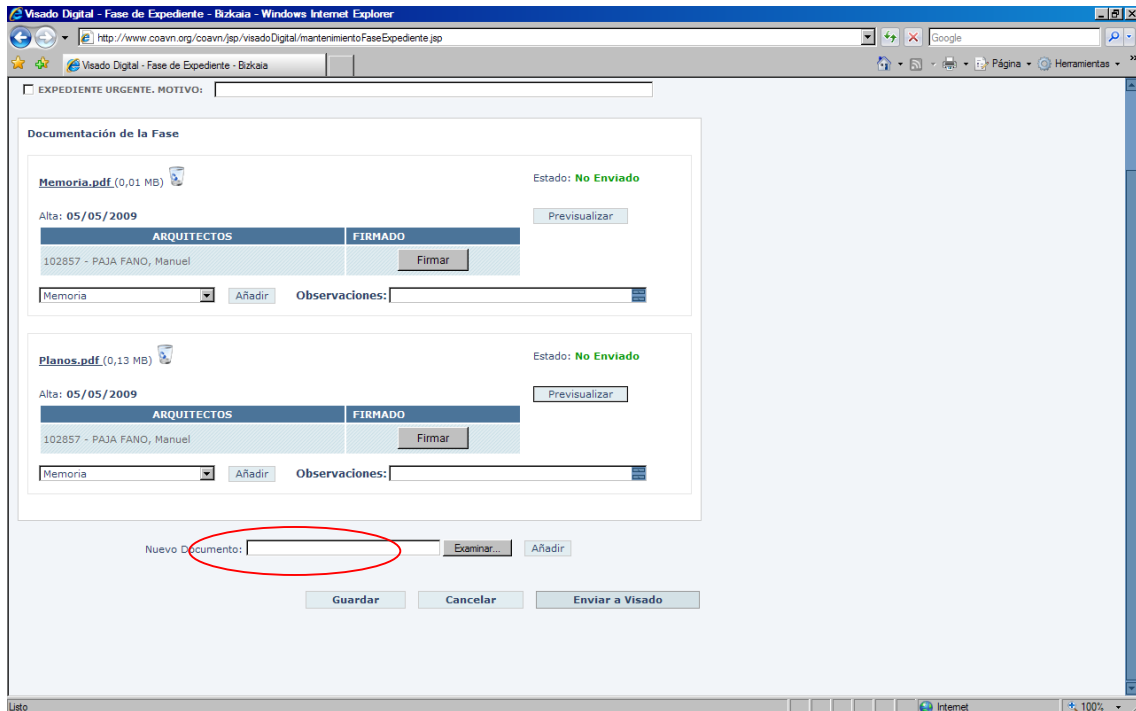 Visado Digital - Fase de Expediente - Bizkaia - Windows Internet Explorer
http://www.coavn.org/coavn/jsp/visadoDigital/mantenimientoFaseExpediente.jsp
Google
Visado Digital - Fase de Expediente - Bizkaia
Página
Herramientas
EXPEDIENTE URGENTE. MOTIVO:
Documentación de la Fase
Memoria.pdf (0,01 MB)
Estado: No Enviado
Alta: 05/05/2009
Previsualizar
ARQUITECTOS FIRMADO
102857 - PAJA FANO, Manuel Firmar
Memoria Añadir Observaciones:
Planos.pdf (0,13 MB)
Estado: No Enviado
Alta: 05/05/2009
Previsualizar
ARQUITECTOS FIRMADO
102857 - PAJA FANO, Manuel Firmar
Memoria Añadir Observaciones:
Nuevo Documento: Examinar... Añadir
Guardar Cancelar Enviar a Visado
Listo Internet 100%